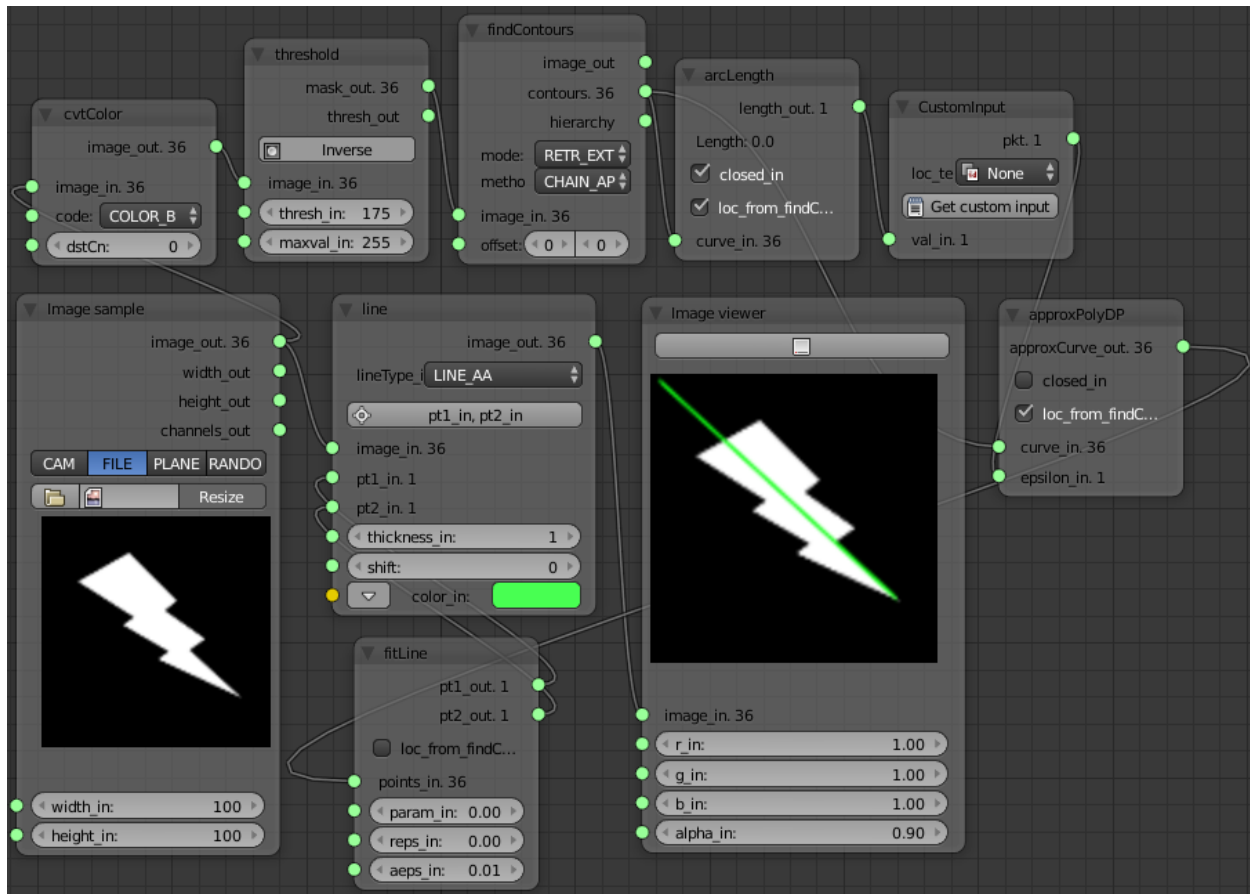 cvtColor
image_out. 36
image_in. 36
code: COLOR_B
dstCn: 0
threshold
mask_out. 36
thresh_out
Inverse
image_in. 36
thresh_in: 175
maxval_in: 255
findContours
image_out
contours. 36
hierarchy
mode: RETR_EXT
metho CHAIN_AP
image_in. 36
offset: 0 0
arcLength
length_out. 1
Length: 0.0
closed_in
loc_from_findC...
curve_in. 36
CustomInput
pkt. 1
loc_te None
Get custom input
val_in. 1
Image sample
image_out. 36
width_out
height_out
channels_out
CAM FILE PLANE RANDO
Resize
width_in: 100
height_in: 100
line
image_out. 36
lineType_i LINE_AA
pt1_in, pt2_in
image_in. 36
pt1_in. 1
pt2_in. 1
thickness_in: 1
shift: 0
color_in:
fitLine
pt1_out. 1
pt2_out. 1
loc_from_findC...
points_in. 36
param_in: 0.00
reps_in: 0.00
aeps_in: 0.01
Image viewer
image_in. 36
r_in: 1.00
g_in: 1.00
b_in: 1.00
alpha_in: 0.90
approxPolyDP
approxCurve_out. 36
closed_in
loc_from_findC...
curve_in. 36
epsilon_in. 1